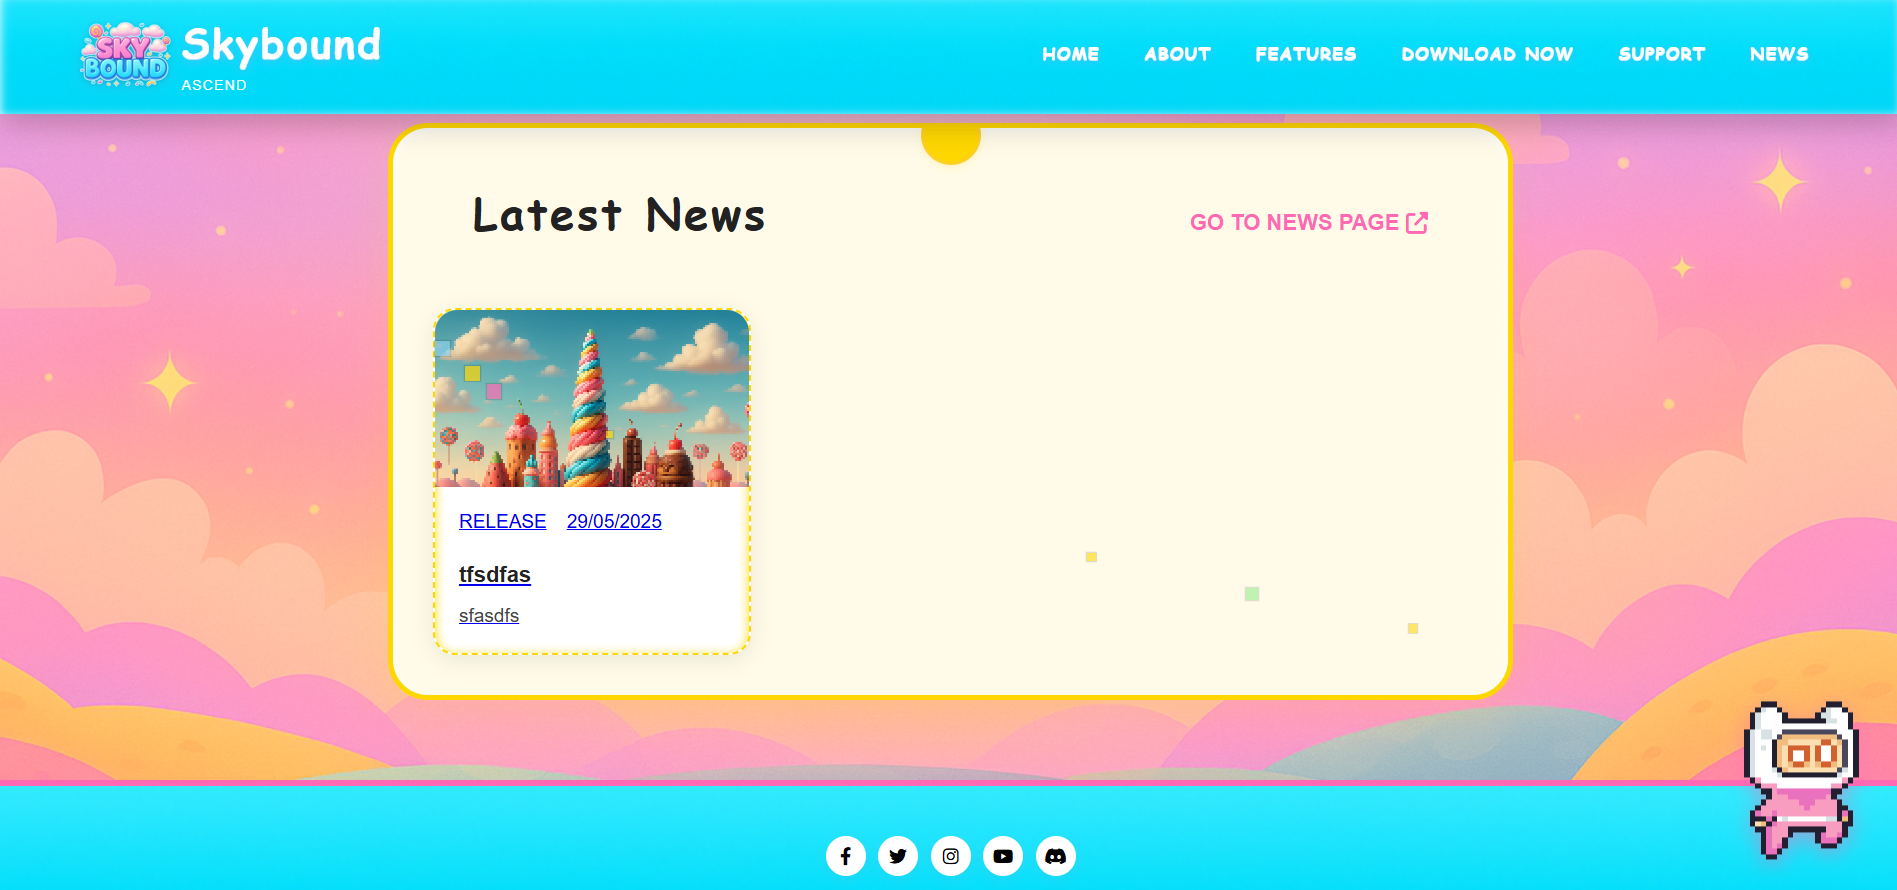 SKY
BOUND
Skybound
ASCEND
HOME ABOUT FEATURES DOWNLOAD NOW SUPPORT NEWS
Latest News
GO TO NEWS PAGE
RELEASE 29/05/2025
tfsdfas
sfasdfs